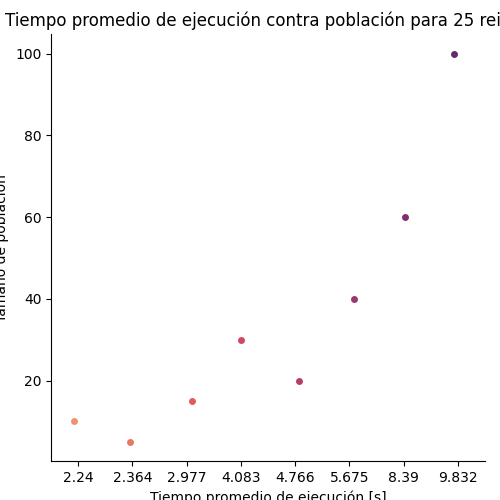 Tiempo promedio de ejecución contra población para 25 rei
100
80
60
40
20
Tamaño de población
2.24 2.364 2.977 4.083 4.766 5.675 8.39 9.832
Tiempo promedio de ejecución [s]